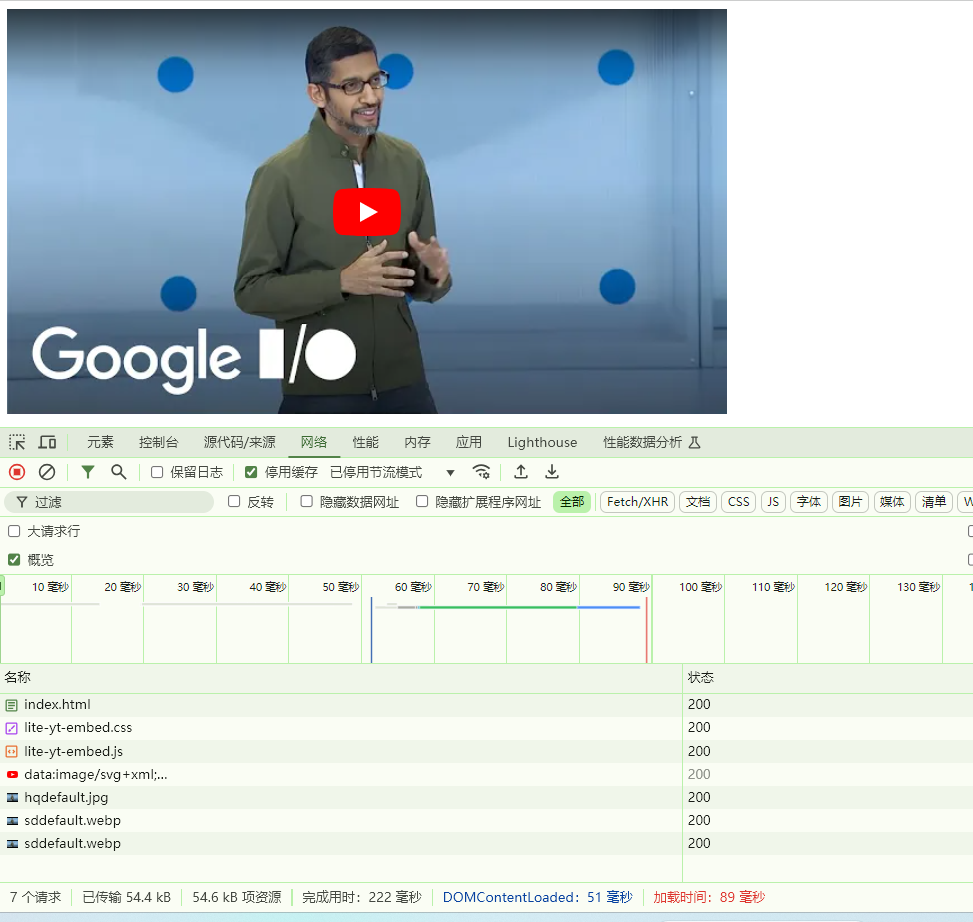 Google I/O
元素 控制台 源代码/来源 网络 性能 内存 应用 Lighthouse 性能数据分析
保留日志 停用缓存 已停用节流模式
过滤 反转 隐藏数据网址 隐藏扩展程序网址 全部 Fetch/XHR 文档 CSS JS 字体 图片 媒体 清单
大请求行
概览
10 毫秒 20 毫秒 30 毫秒 40 毫秒 50 毫秒 60 毫秒 70 毫秒 80 毫秒 90 毫秒 100 毫秒 110 毫秒 120 毫秒 130 毫秒
名称 状态
index.html 200
lite-yt-embed.css 200
lite-yt-embed.js 200
data:image/svg+xml;... 200
hqdefault.jpg 200
sddefault.webp 200
sddefault.webp 200
7 个请求 已传输 54.4 kB 54.6 kB 项资源 完成用时：222 毫秒 DOMContentLoaded：51 毫秒 加载时间：89 毫秒